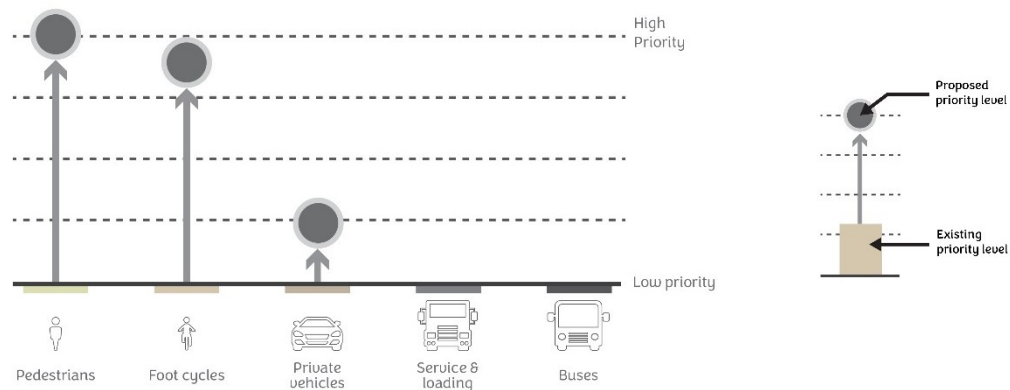 High
Priority
Low priority
Pedestrians
Foot cycles
Private
vehicles
Service &
loading
Buses
Proposed
priority level
Existing
priority level